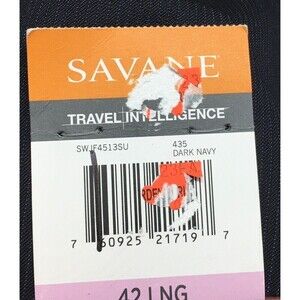 SAVANE
TRAVEL INTELLIGENCE
SWJF4513SU 435
DARK NAVY
7 60925 21719 7
42 LNG